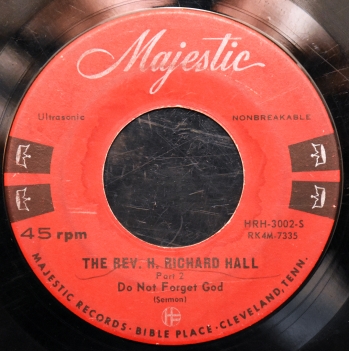 Majestic
Ultrasonic
NONBREAKABLE
45 rpm
HRH-3002-S
RK4M-7335
THE REV. H. RICHARD HALL
Part 2
Do Not Forget God
(Sermon)
MAJESTIC RECORDS · BIBLE PLACE · CLEVELAND, TENN.